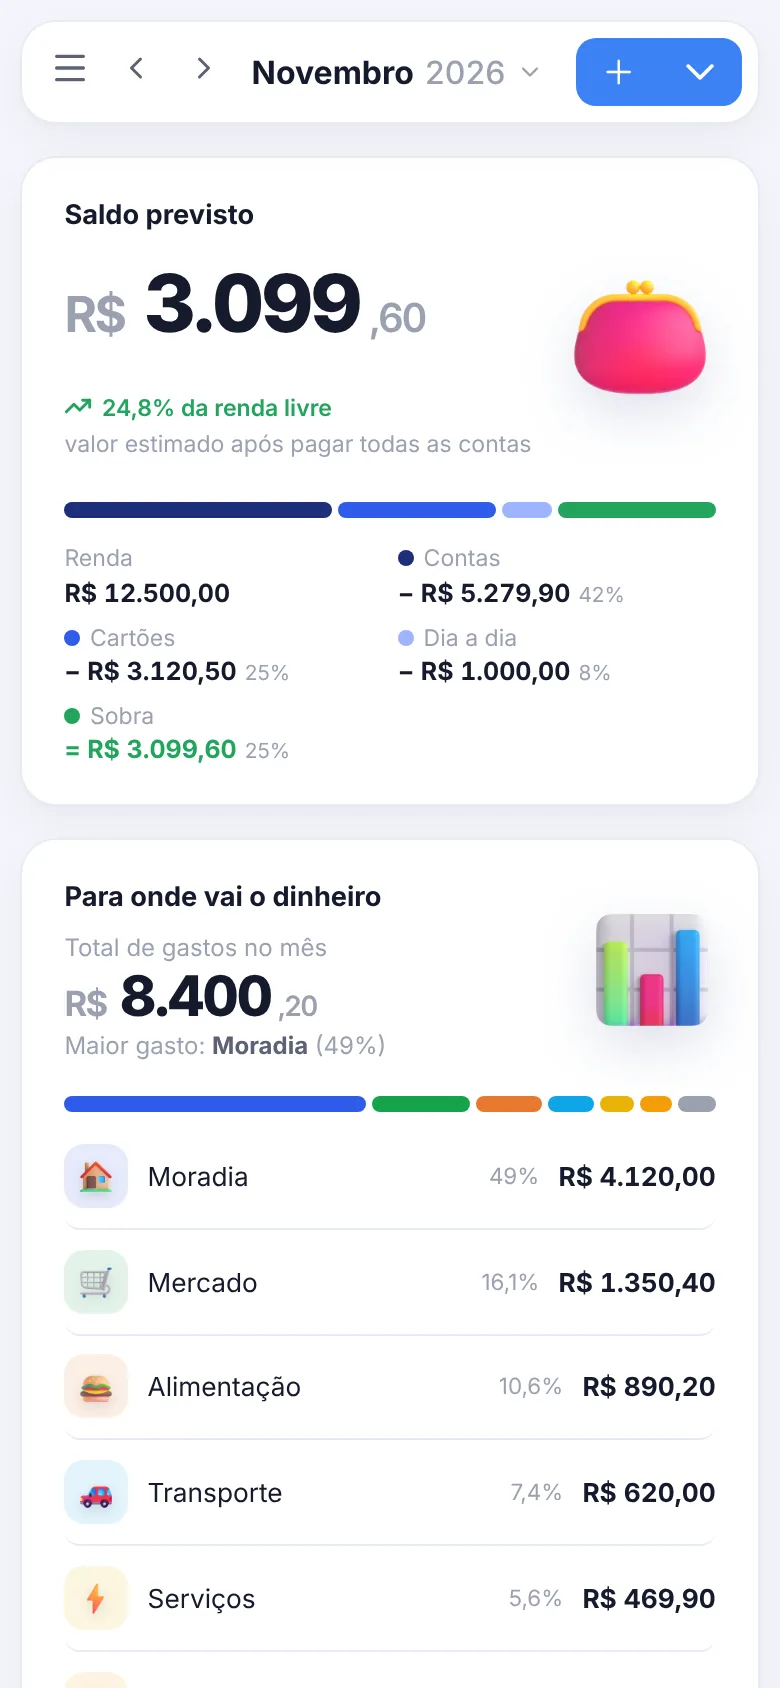 Novembro 2026
Saldo previsto
R$ 3.099,60
24,8% da renda livre
valor estimado após pagar todas as contas
Renda
R$ 12.500,00
Contas
– R$ 5.279,90 42%
Cartões
– R$ 3.120,50 25%
Dia a dia
– R$ 1.000,00 8%
Sobra
= R$ 3.099,60 25%
Para onde vai o dinheiro
Total de gastos no mês
R$ 8.400,20
Maior gasto: Moradia (49%)
Moradia 49% R$ 4.120,00
Mercado 16,1% R$ 1.350,40
Alimentação 10,6% R$ 890,20
Transporte 7,4% R$ 620,00
Serviços 5,6% R$ 469,90